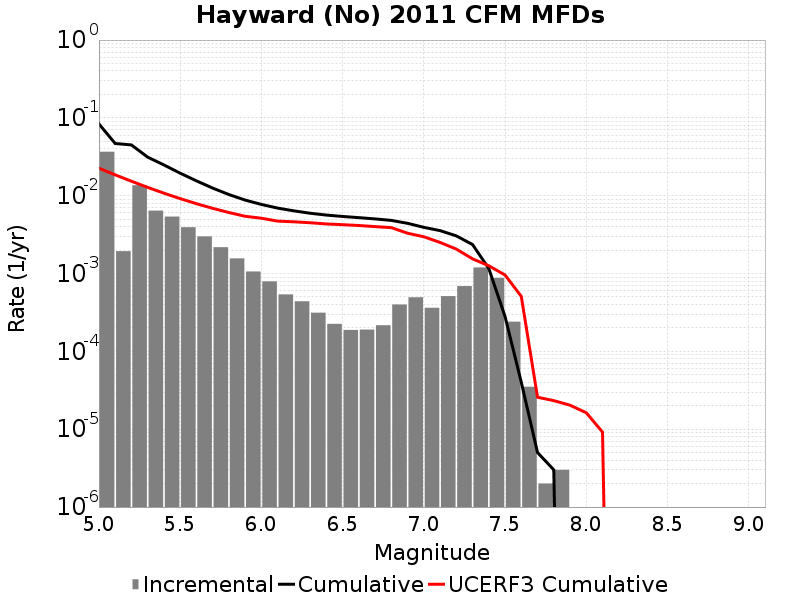 Hayward (No) 2011 CFM MFDs
10^0
10^-1
10^-2
10^-3
10^-4
10^-5
10^-6
Rate (1/yr)
5.0 5.5 6.0 6.5 7.0 7.5 8.0 8.5 9.0
Magnitude
Incremental Cumulative UCERF3 Cumulative